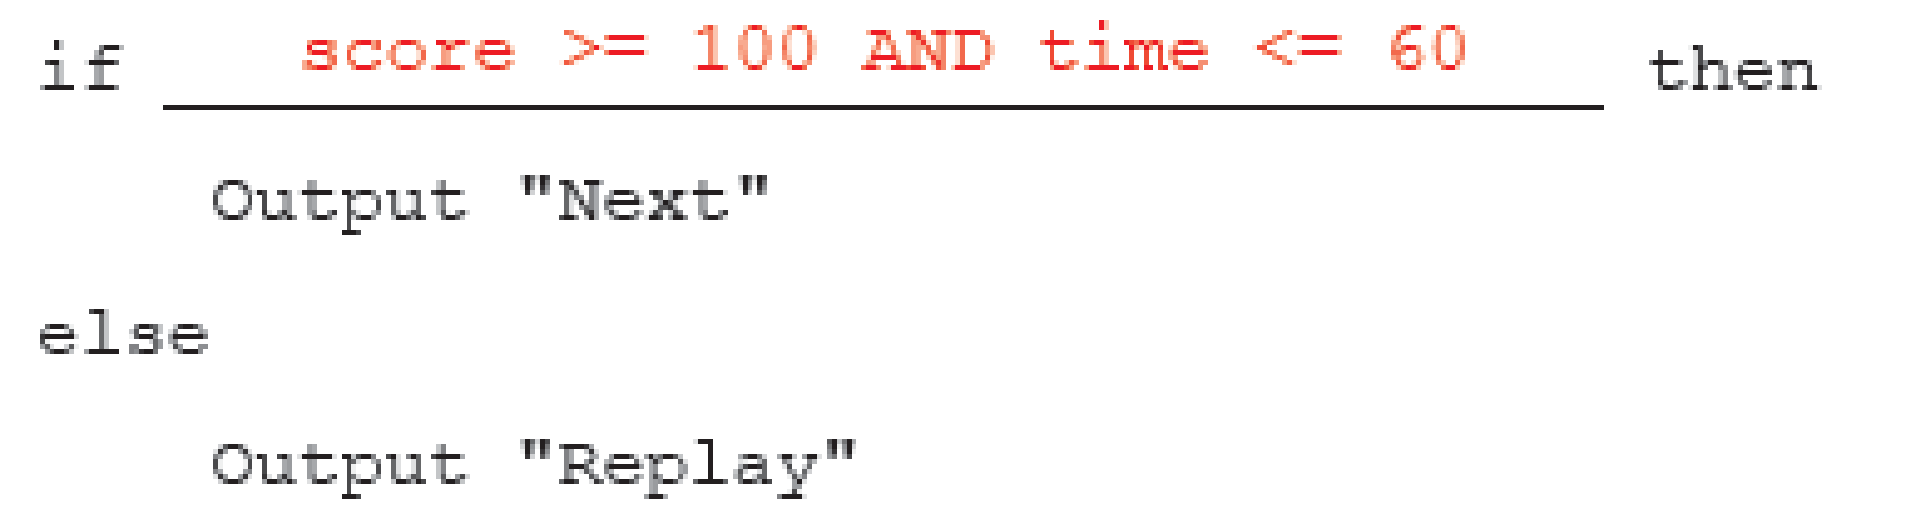 if score >= 100 AND time <= 60 then
Output "Next"
else
Output "Replay"